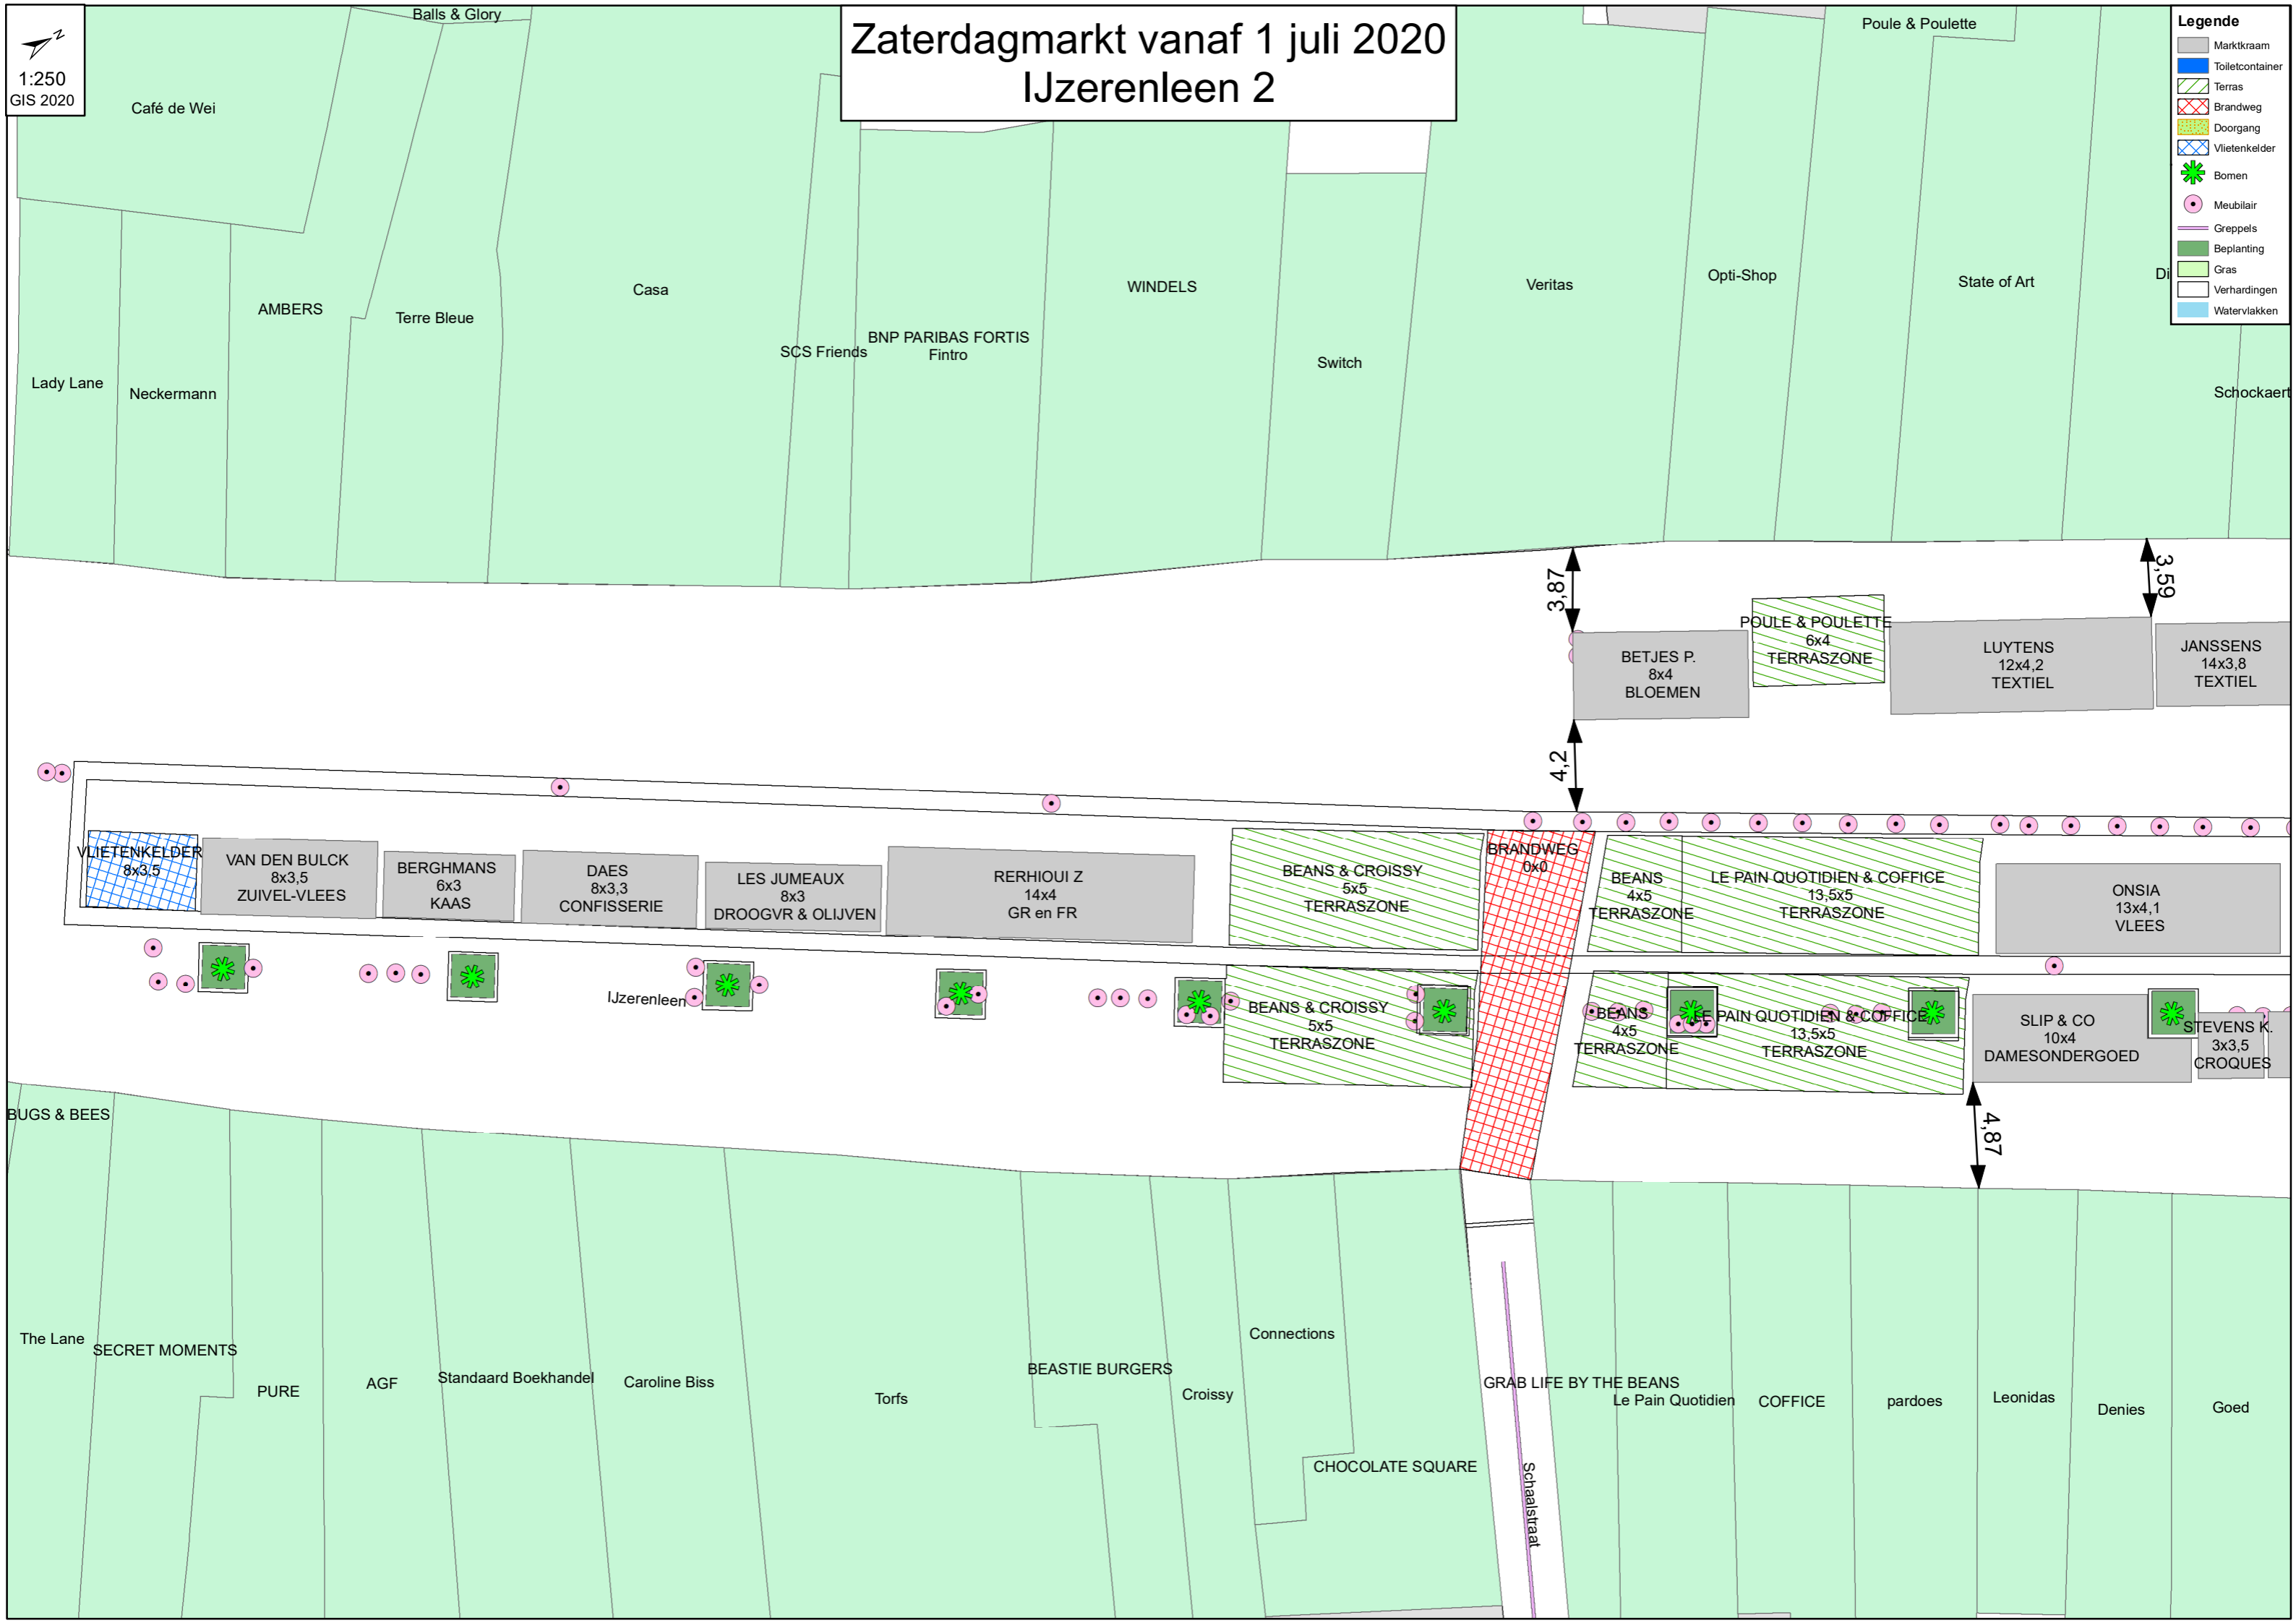 Zaterdagmarkt vanaf 1 juli 2020
IJzerenleen 2
Z
1:250
GIS 2020
Legende
Marktkraam
Toiletcontainer
Terras
Brandweg
Doorgang
Vlietenkelder
Bomen
Meubilair
Greppels
Beplanting
Gras
Verhardingen
Watervlakken
Balls & Glory
Café de Wei
Poule & Poulette
Lady Lane
Neckermann
AMBERS
Terre Bleue
Casa
SCS Friends
BNP PARIBAS FORTIS
Fintro
WINDELS
Switch
Veritas
Opti-Shop
State of Art
Di
Schockaert
3,87
3,59
BETJES P.
8x4
BLOEMEN
POULE & POULETTE
6x4
TERRASZONE
LUYTENS
12x4,2
TEXTIEL
JANSSENS
14x3,8
TEXTIEL
4,2
VLIETENKELDER
8x3,5
VAN DEN BULCK
8x3,5
ZUIVEL-VLEES
BERGHMANS
6x3
KAAS
DAES
8x3,3
CONFISSERIE
LES JUMEAUX
8x3
DROOGVR & OLIJVEN
RERHIOUI Z
14x4
GR en FR
BEANS & CROISSY
5x5
TERRASZONE
BRANDWEG
0x0
BEANS
4x5
TERRASZONE
LE PAIN QUOTIDIEN & COFFICE
13,5x5
TERRASZONE
ONSIA
13x4,1
VLEES
IJzerenleen
BEANS & CROISSY
5x5
TERRASZONE
BEANS
4x5
TERRASZONE
LE PAIN QUOTIDIEN & COFFICE
13,5x5
TERRASZONE
SLIP & CO
10x4
DAMESONDERGOED
STEVENS K.
3x3,5
CROQUES
4,87
BUGS & BEES
The Lane
SECRET MOMENTS
PURE
AGF
Standaard Boekhandel
Caroline Biss
Torfs
BEASTIE BURGERS
Croissy
Connections
CHOCOLATE SQUARE
Schaalstraat
GRAB LIFE BY THE BEANS
Le Pain Quotidien
COFFICE
pardoes
Leonidas
Denies
Goed